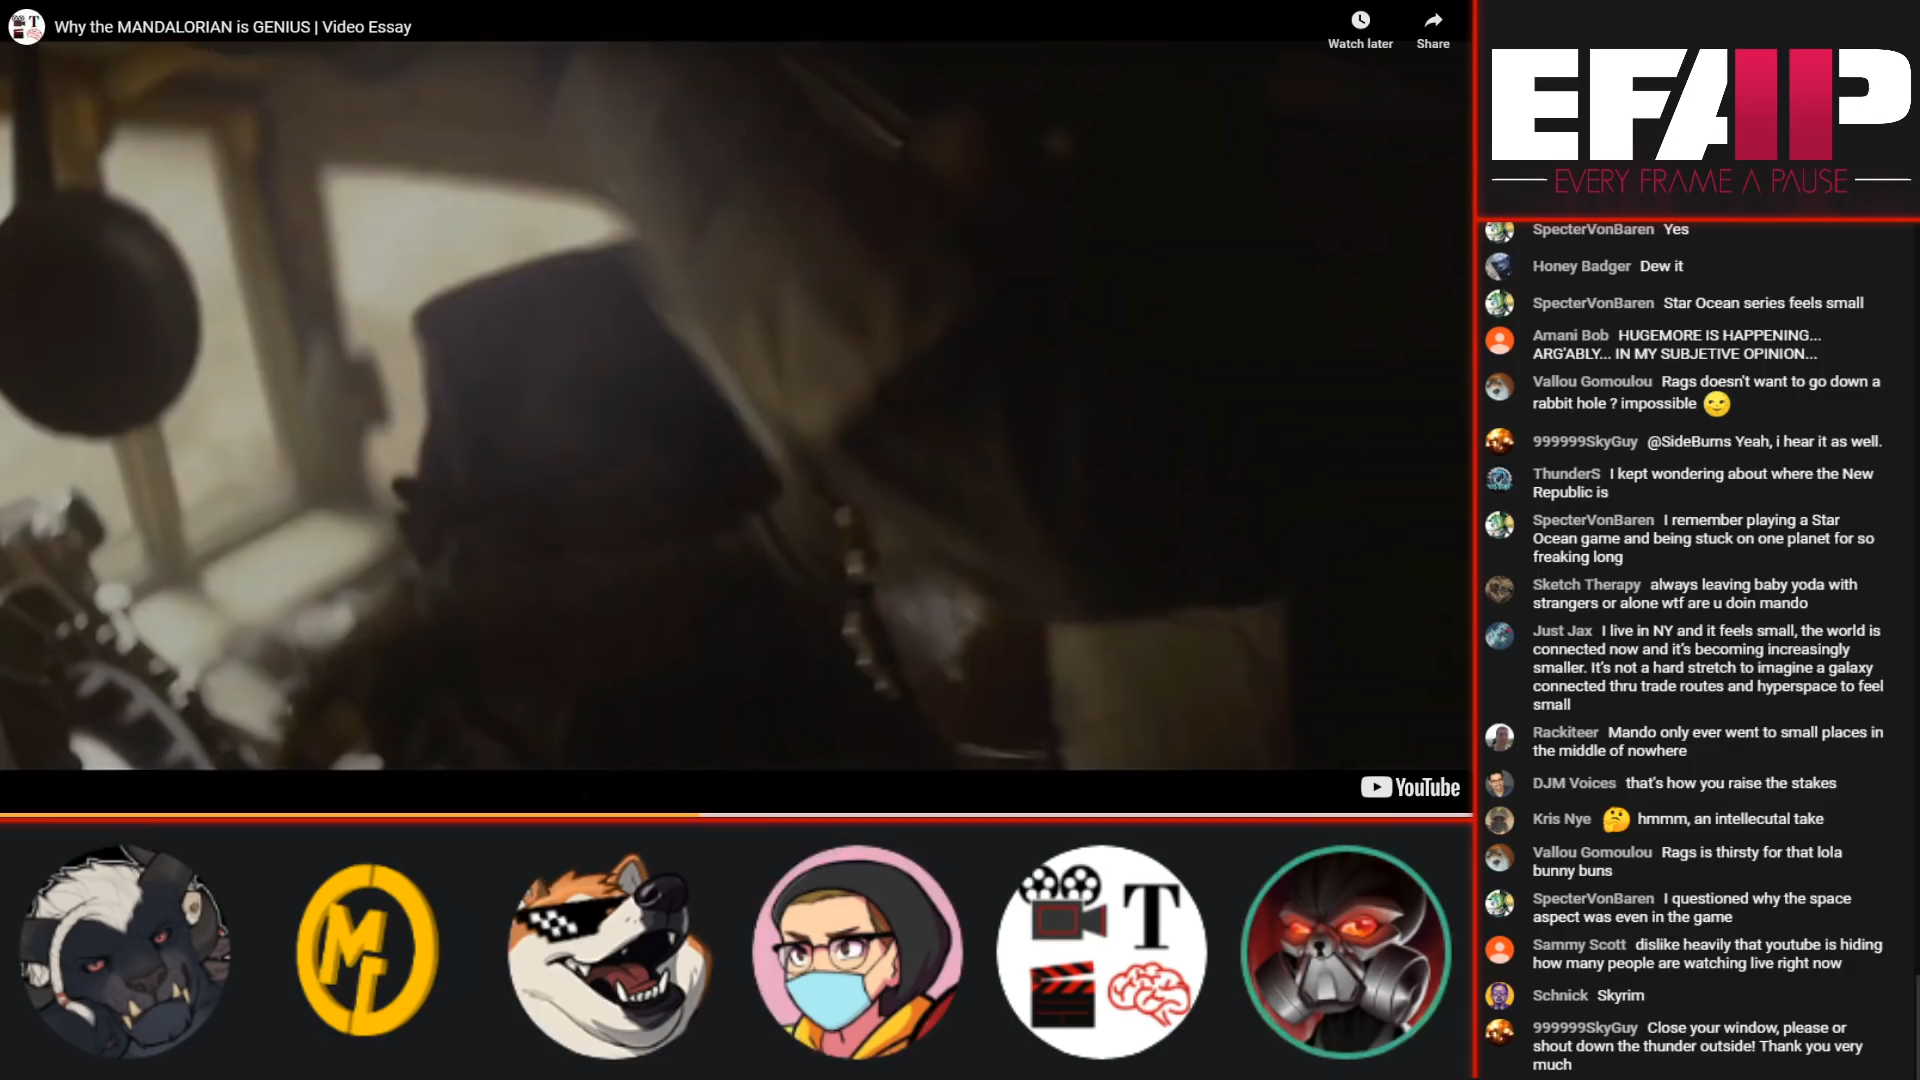 Why the MANDALORIAN is GENIUS | Video Essay
Watch later
Share
EFAP
EVERY FRAME A PAUSE
SpecterVonBaren Yes
Honey Badger Dew it
SpecterVonBaren Star Ocean series feels small
Amani Bob HUGEMORE IS HAPPENING...
ARG'ABLY... IN MY SUBJETIVE OPINION...
Vallou Gomoulou Rags doesn't want to go down a
rabbit hole ? impossible
999999SkyGuy @SideBurns Yeah, i hear it as well.
ThunderS I kept wondering about where the New
Republic is
SpecterVonBaren I remember playing a Star
Ocean game and being stuck on one planet for so
freaking long
Sketch Therapy always leaving baby yoda with
strangers or alone wtf are u doin mando
Just Jax I live in NY and it feels small, the world is
connected now and it's becoming increasingly
smaller. It's not a hard stretch to imagine a galaxy
connected thru trade routes and hyperspace to feel
small
Rackiteer Mando only ever went to small places in
the middle of nowhere
DJM Voices that's how you raise the stakes
Kris Nye 🤔 hmmm, an intellecutal take
Vallou Gomoulou Rags is thirsty for that lola
bunny buns
SpecterVonBaren I questioned why the space
aspect was even in the game
Sammy Scott dislike heavily that youtube is hiding
how many people are watching live right now
Schnick Skyrim
999999SkyGuy Close your window, please or
shout down the thunder outside! Thank you very
much
YouTube
T